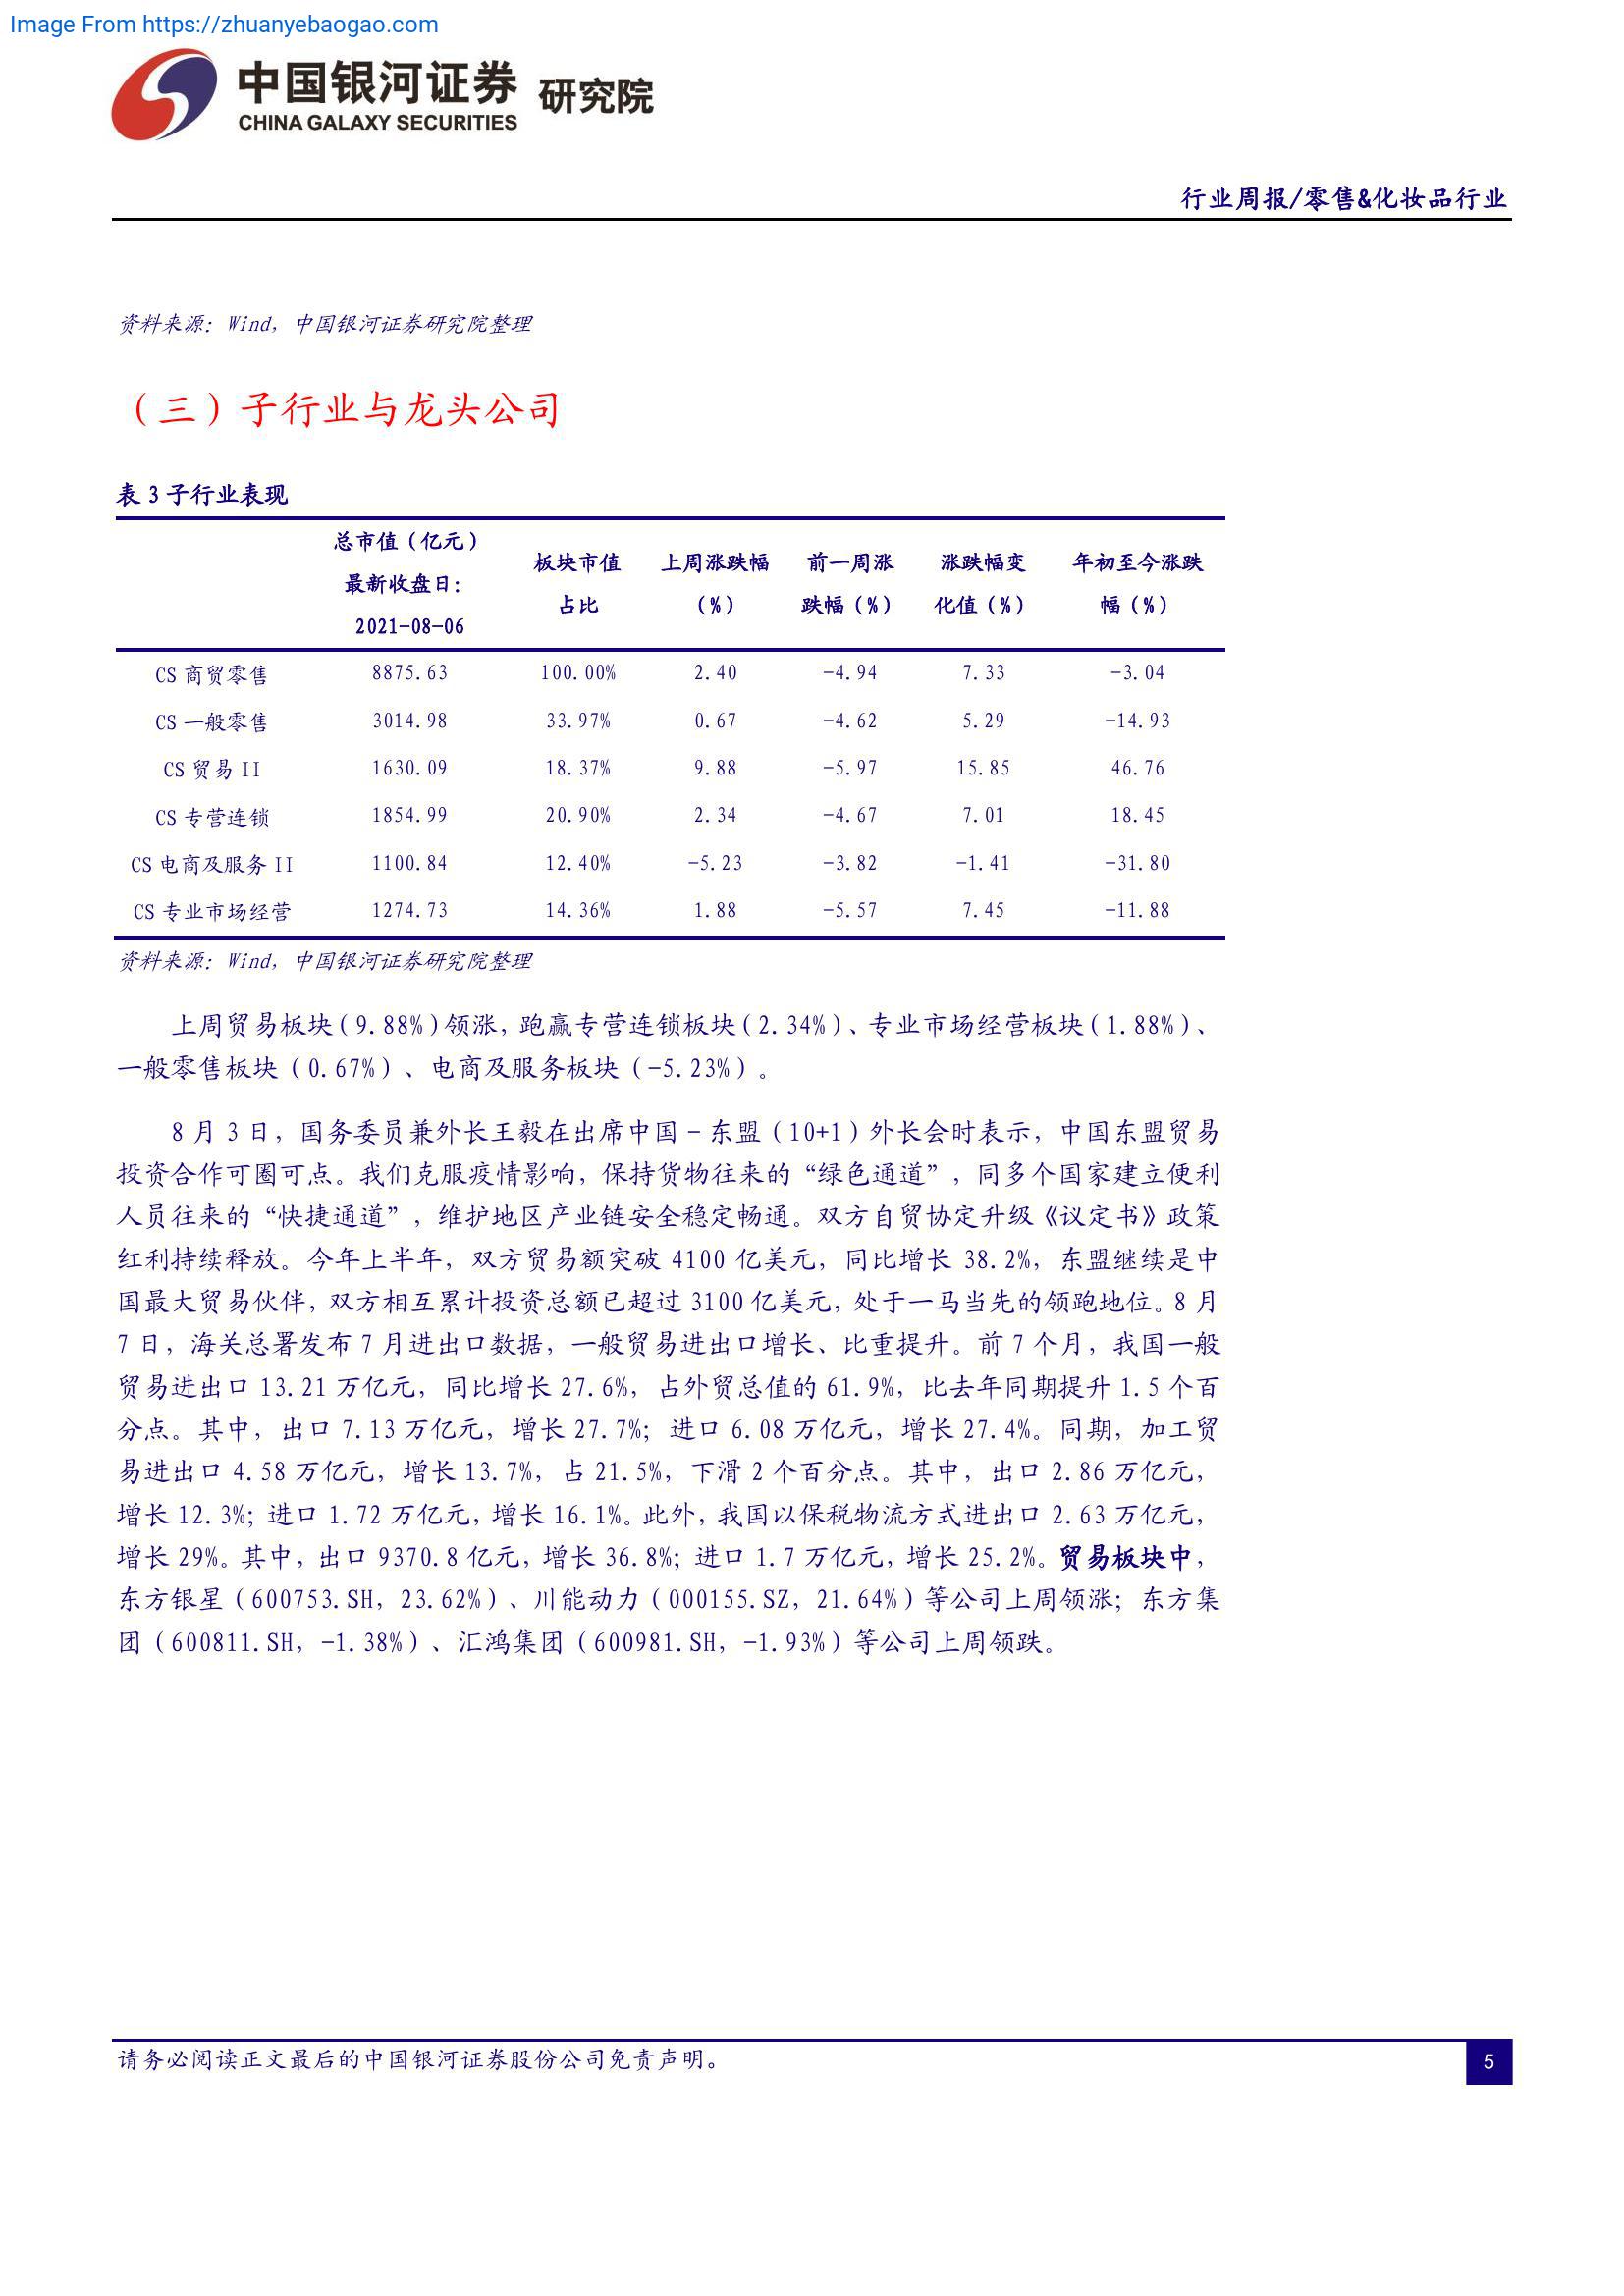 Image From https://zhuanyebaogao.com
中国银河证券 研究院
CHINA GALAXY SECURITIES
行业周报/零售&化妆品行业
资料来源：Wind，中国银河证券研究院整理
（三）子行业与龙头公司
表 3 子行业表现
总市值（亿元） 最新收盘日： 2021-08-06 板块市值占比 上周涨跌幅（%） 前一周涨跌幅（%） 涨跌幅变化值（%） 年初至今涨跌幅（%）
CS 商贸零售 8875.63 100.00% 2.40 -4.94 7.33 -3.04
CS 一般零售 3014.98 33.97% 0.67 -4.62 5.29 -14.93
CS 贸易 II 1630.09 18.37% 9.88 -5.97 15.85 46.76
CS 专营连锁 1854.99 20.90% 2.34 -4.67 7.01 18.45
CS 电商及服务 II 1100.84 12.40% -5.23 -3.82 -1.41 -31.80
CS 专业市场经营 1274.73 14.36% 1.88 -5.57 7.45 -11.88
资料来源：Wind，中国银河证券研究院整理
上周贸易板块（9.88%）领涨，跑赢专营连锁板块（2.34%）、专业市场经营板块（1.88%）、
一般零售板块（0.67%）、电商及服务板块（-5.23%）。
8 月 3 日，国务委员兼外长王毅在出席中国－东盟（10+1）外长会时表示，中国东盟贸易
投资合作可圈可点。我们克服疫情影响，保持货物往来的“绿色通道”，同多个国家建立便利
人员往来的“快捷通道”，维护地区产业链安全稳定畅通。双方自贸协定升级《议定书》政策
红利持续释放。今年上半年，双方贸易额突破 4100 亿美元，同比增长 38.2%，东盟继续是中
国最大贸易伙伴，双方相互累计投资总额已超过 3100 亿美元，处于一马当先的领跑地位。8 月
7 日，海关总署发布 7 月进出口数据，一般贸易进出口增长、比重提升。前 7 个月，我国一般
贸易进出口 13.21 万亿元，同比增长 27.6%，占外贸总值的 61.9%，比去年同期提升 1.5 个百
分点。其中，出口 7.13 万亿元，增长 27.7%；进口 6.08 万亿元，增长 27.4%。同期，加工贸
易进出口 4.58 万亿元，增长 13.7%，占 21.5%，下滑 2 个百分点。其中，出口 2.86 万亿元，
增长 12.3%；进口 1.72 万亿元，增长 16.1%。此外，我国以保税物流方式进出口 2.63 万亿元，
增长 29%。其中，出口 9370.8 亿元，增长 36.8%；进口 1.7 万亿元，增长 25.2%。贸易板块中，
东方银星（600753.SH，23.62%）、川能动力（000155.SZ，21.64%）等公司上周领涨；东方集
团（600811.SH，-1.38%）、汇鸿集团（600981.SH，-1.93%）等公司上周领跌。
请务必阅读正文最后的中国银河证券股份公司免责声明。
5